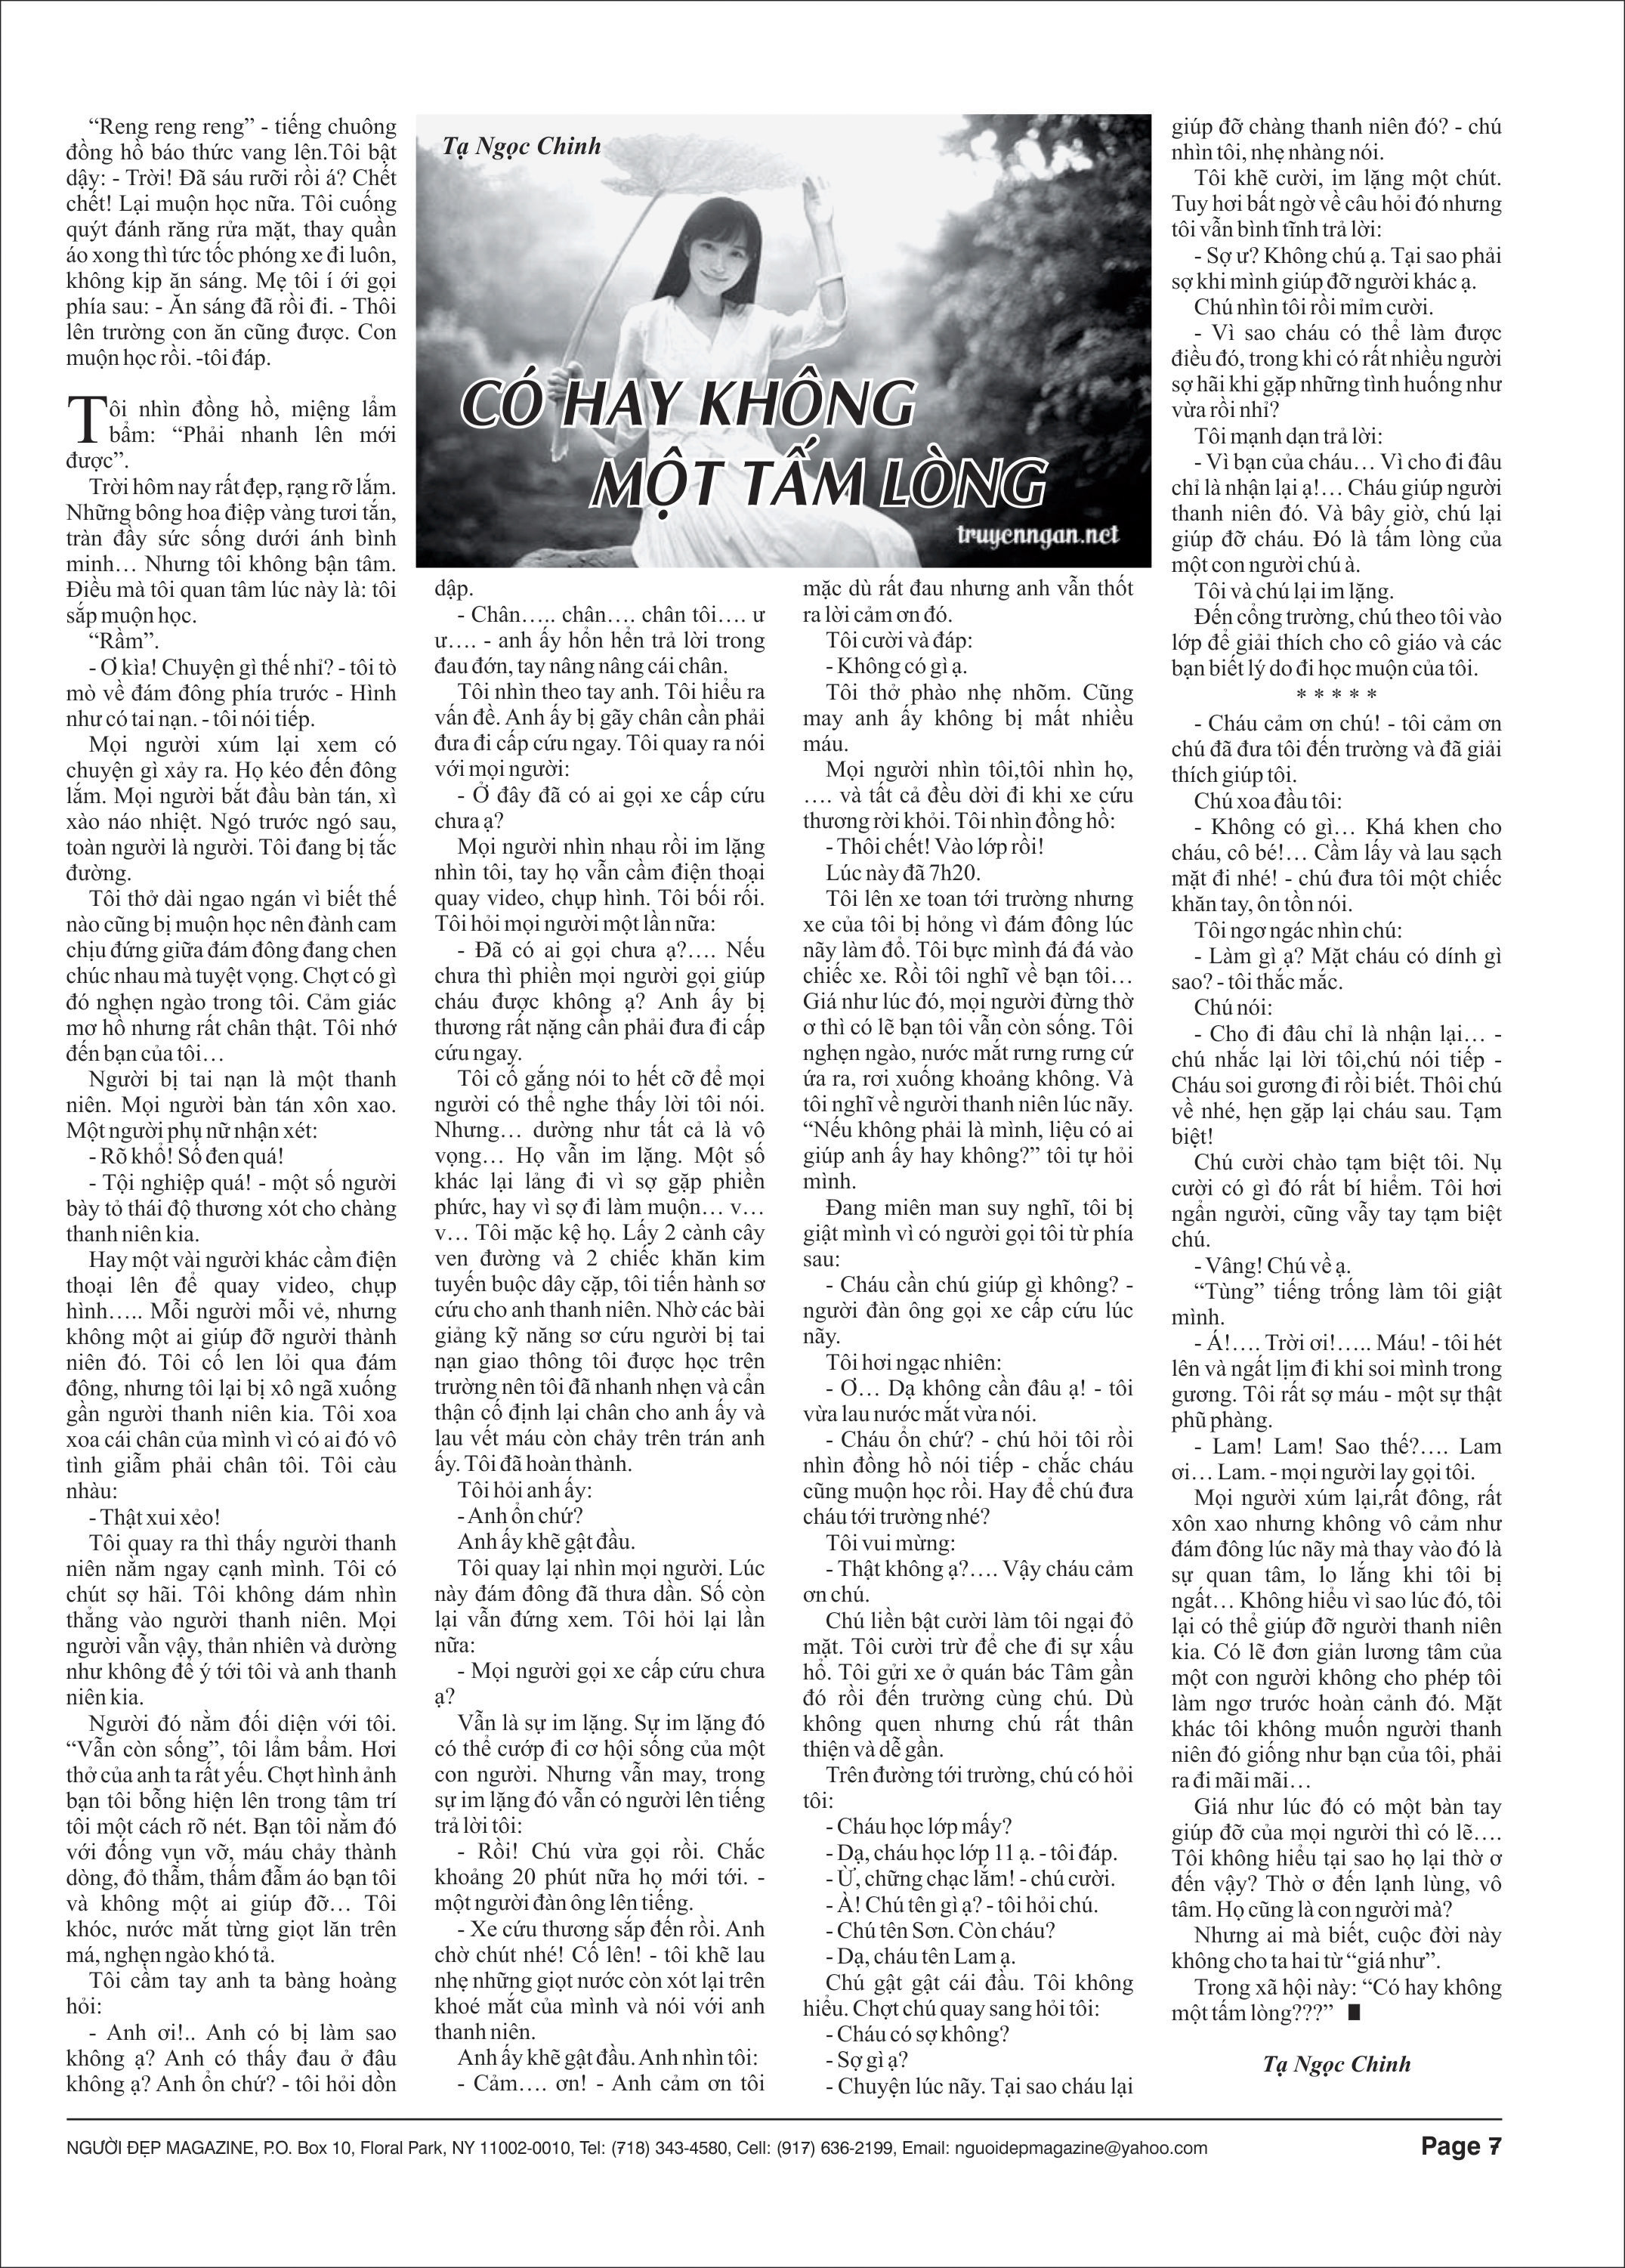 “Reng reng reng” - tiếng chuông
đồng hồ báo thức vang lên.Tôi bật
dậy: - Trời! Đã sáu rưỡi rồi á? Chết
chết! Lại muộn học nữa. Tôi cuống
quýt đánh răng rửa mặt, thay quần
áo xong thì tức tốc phóng xe đi luôn,
không kịp ăn sáng. Mẹ tôi í ới gọi
phía sau: - Ăn sáng đã rồi đi. - Thôi
lên trường con ăn cũng được. Con
muộn học rồi. -tôi đáp.
Tôi nhìn đồng hồ, miệng lẩm
bẩm: “Phải nhanh lên mới
được”.
Trời hôm nay rất đẹp, rạng rỡ lắm.
Những bông hoa điệp vàng tươi tắn,
tràn đầy sức sống dưới ánh bình
minh… Nhưng tôi không bận tâm.
Điều mà tôi quan tâm lúc này là: tôi
sắp muộn học.
“Rầm”.
- Ơ kìa! Chuyện gì thế nhỉ? - tôi tò
mò về đám đông phía trước - Hình
như có tai nạn. - tôi nói tiếp.
Mọi người xúm lại xem có
chuyện gì xảy ra. Họ kéo đến đông
lắm. Mọi người bắt đầu bàn tán, xì
xào náo nhiệt. Ngó trước ngó sau,
toàn người là người. Tôi đang bị tắc
đường.
Tôi thở dài ngao ngán vì biết thế
nào cũng bị muộn học nên đành cam
chịu đứng giữa đám đông đang chen
chúc nhau mà tuyệt vọng. Chợt có gì
đó nghẹn ngào trong tôi. Cảm giác
mơ hồ nhưng rất chân thật. Tôi nhớ
đến bạn của tôi…
Người bị tai nạn là một thanh
niên. Mọi người bàn tán xôn xao.
Một người phụ nữ nhận xét:
- Rõ khổ! Số đen quá!
- Tội nghiệp quá! - một số người
bày tỏ thái độ thương xót cho chàng
thanh niên kia.
Hay một vài người khác cầm điện
thoại lên để quay video, chụp
hình….. Mỗi người mỗi vẻ, nhưng
không một ai giúp đỡ người thành
niên đó. Tôi cố len lỏi qua đám
đông, nhưng tôi lại bị xô ngã xuống
gần người thanh niên kia. Tôi xoa
xoa cái chân của mình vì có ai đó vô
tình giẫm phải chân tôi. Tôi càu
nhàu:
- Thật xui xẻo!
Tôi quay ra thì thấy người thanh
niên nằm ngay cạnh mình. Tôi có
chút sợ hãi. Tôi không dám nhìn
thẳng vào người thanh niên. Mọi
người vẫn vậy, thản nhiên và dường
như không để ý tới tôi và anh thanh
niên kia.
Người đó nằm đối diện với tôi.
“Vẫn còn sống”, tôi lẩm bẩm. Hơi
thở của anh ta rất yếu. Chợt hình ảnh
bạn tôi bỗng hiện lên trong tâm trí
tôi một cách rõ nét. Bạn tôi nằm đó
với đống vụn vỡ, máu chảy thành
dòng, đỏ thẫm, thấm đẫm áo bạn tôi
và không một ai giúp đỡ… Tôi
khóc, nước mắt từng giọt lăn trên
má, nghẹn ngào khó tả.
Tôi cầm tay anh ta bàng hoàng
hỏi:
- Anh ơi!.. Anh có bị làm sao
không ạ? Anh có thấy đau ở đâu
không ạ? Anh ổn chứ? - tôi hỏi dồn
Tạ Ngọc Chinh
CÓ HAY KHÔNG
MỘT TẤM LÒNG
truyenngan.net
dập.
- Chân….. chân…. chân tôi…. ư
ư…. - anh ấy hổn hển trả lời trong
đau đớn, tay nâng nâng cái chân.
Tôi nhìn theo tay anh. Tôi hiểu ra
vấn đề. Anh ấy bị gãy chân cần phải
đưa đi cấp cứu ngay. Tôi quay ra nói
với mọi người:
- Ở đây đã có ai gọi xe cấp cứu
chưa ạ?
Mọi người nhìn nhau rồi im lặng
nhìn tôi, tay họ vẫn cầm điện thoại
quay video, chụp hình. Tôi bối rối.
Tôi hỏi mọi người một lần nữa:
- Đã có ai gọi chưa ạ?…. Nếu
chưa thì phiền mọi người gọi giúp
cháu được không ạ? Anh ấy bị
thương rất nặng cần phải đưa đi cấp
cứu ngay.
Tôi cố gắng nói to hết cỡ để mọi
người có thể nghe thấy lời tôi nói.
Nhưng… dường như tất cả là vô
vọng… Họ vẫn im lặng. Một số
khác lại lảng đi vì sợ gặp phiền
phức, hay vì sợ đi làm muộn… v…
v… Tôi mặc kệ họ. Lấy 2 cành cây
ven đường và 2 chiếc khăn kim
tuyến buộc dây cặp, tôi tiến hành sơ
cứu cho anh thanh niên. Nhờ các bài
giảng kỹ năng sơ cứu người bị tai
nạn giao thông tôi được học trên
trường nên tôi đã nhanh nhẹn và cẩn
thận cố định lại chân cho anh ấy và
lau vết máu còn chảy trên trán anh
ấy. Tôi đã hoàn thành.
Tôi hỏi anh ấy:
- Anh ổn chứ?
Anh ấy khẽ gật đầu.
Tôi quay lại nhìn mọi người. Lúc
này đám đông đã thưa dần. Số còn
lại vẫn đứng xem. Tôi hỏi lại lần
nữa:
- Mọi người gọi xe cấp cứu chưa
ạ?
Vẫn là sự im lặng. Sự im lặng đó
có thể cướp đi cơ hội sống của một
con người. Nhưng vẫn may, trong
sự im lặng đó vẫn có người lên tiếng
trả lời tôi:
- Rồi! Chú vừa gọi rồi. Chắc
khoảng 20 phút nữa họ mới tới. -
một người đàn ông lên tiếng.
- Xe cứu thương sắp đến rồi. Anh
chờ chút nhé! Cố lên! - tôi khẽ lau
nhẹ những giọt nước còn xót lại trên
khoé mắt của mình và nói với anh
thanh niên.
Anh ấy khẽ gật đầu. Anh nhìn tôi:
- Cảm…. ơn! - Anh cảm ơn tôi
mặc dù rất đau nhưng anh vẫn thốt
ra lời cảm ơn đó.
Tôi cười và đáp:
- Không có gì ạ.
Tôi thở phào nhẹ nhõm. Cũng
may anh ấy không bị mất nhiều
máu.
Mọi người nhìn tôi,tôi nhìn họ,
…. và tất cả đều dời đi khi xe cứu
thương rời khỏi. Tôi nhìn đồng hồ:
- Thôi chết! Vào lớp rồi!
Lúc này đã 7h20.
Tôi lên xe toan tới trường nhưng
xe của tôi bị hỏng vì đám đông lúc
nãy làm đổ. Tôi bực mình đá đá vào
chiếc xe. Rồi tôi nghĩ về bạn tôi…
Giá như lúc đó, mọi người đừng thờ
ơ thì có lẽ bạn tôi vẫn còn sống. Tôi
nghẹn ngào, nước mắt rưng rưng cứ
ứa ra, rơi xuống khoảng không. Và
tôi nghĩ về người thanh niên lúc nãy.
“Nếu không phải là mình, liệu có ai
giúp anh ấy hay không?” tôi tự hỏi
mình.
Đang miên man suy nghĩ, tôi bị
giật mình vì có người gọi tôi từ phía
sau:
- Cháu cần chú giúp gì không? -
người đàn ông gọi xe cấp cứu lúc
nãy.
Tôi hơi ngạc nhiên:
- Ơ… Dạ không cần đâu ạ! - tôi
vừa lau nước mắt vừa nói.
- Cháu ổn chứ? - chú hỏi tôi rồi
nhìn đồng hồ nói tiếp - chắc cháu
cũng muộn học rồi. Hay để chú đưa
cháu tới trường nhé?
Tôi vui mừng:
- Thật không ạ?…. Vậy cháu cảm
ơn chú.
Chú liền bật cười làm tôi ngại đỏ
mặt. Tôi cười trừ để che đi sự xấu
hổ. Tôi gửi xe ở quán bác Tâm gần
đó rồi đến trường cùng chú. Dù
không quen nhưng chú rất thân
thiện và dễ gần.
Trên đường tới trường, chú có hỏi
tôi:
- Cháu học lớp mấy?
- Dạ, cháu học lớp 11 ạ. - tôi đáp.
- Ừ, chững chạc lắm! - chú cười.
- À! Chú tên gì ạ? - tôi hỏi chú.
- Chú tên Sơn. Còn cháu?
- Dạ, cháu tên Lam ạ.
Chú gật gật cái đầu. Tôi không
hiểu. Chợt chú quay sang hỏi tôi:
- Cháu có sợ không?
- Sợ gì ạ?
- Chuyện lúc nãy. Tại sao cháu lại
giúp đỡ chàng thanh niên đó? - chú
nhìn tôi, nhẹ nhàng nói.
Tôi khẽ cười, im lặng một chút.
Tuy hơi bất ngờ về câu hỏi đó nhưng
tôi vẫn bình tĩnh trả lời:
- Sợ ư? Không chú ạ. Tại sao phải
sợ khi mình giúp đỡ người khác ạ.
Chú nhìn tôi rồi mỉm cười.
- Vì sao cháu có thể làm được
điều đó, trong khi có rất nhiều người
sợ hãi khi gặp những tình huống như
vừa rồi nhỉ?
Tôi mạnh dạn trả lời:
- Vì bạn của cháu… Vì cho đi đâu
chỉ là nhận lại ạ!… Cháu giúp người
thanh niên đó. Và bây giờ, chú lại
giúp đỡ cháu. Đó là tấm lòng của
một con người chú à.
Tôi và chú lại im lặng.
Đến cổng trường, chú theo tôi vào
lớp để giải thích cho cô giáo và các
bạn biết lý do đi học muộn của tôi.
* * * * *
- Cháu cảm ơn chú! - tôi cảm ơn
chú đã đưa tôi đến trường và đã giải
thích giúp tôi.
Chú xoa đầu tôi:
- Không có gì… Khá khen cho
cháu, cô bé!… Cầm lấy và lau sạch
mặt đi nhé! - chú đưa tôi một chiếc
khăn tay, ôn tồn nói.
Tôi ngơ ngác nhìn chú:
- Làm gì ạ? Mặt cháu có dính gì
sao? - tôi thắc mắc.
Chú nói:
- Cho đi đâu chỉ là nhận lại… -
chú nhắc lại lời tôi,chú nói tiếp -
Cháu soi gương đi rồi biết. Thôi chú
về nhé, hẹn gặp lại cháu sau. Tạm
biệt!
Chú cười chào tạm biệt tôi. Nụ
cười có gì đó rất bí hiểm. Tôi hơi
ngẩn người, cũng vẫy tay tạm biệt
chú.
- Vâng! Chú về ạ.
“Tùng” tiếng trống làm tôi giật
mình.
- Á!…. Trời ơi!….. Máu! - tôi hét
lên và ngất lịm đi khi soi mình trong
gương. Tôi rất sợ máu - một sự thật
phũ phàng.
- Lam! Lam! Sao thế?…. Lam
ơi… Lam. - mọi người lay gọi tôi.
Mọi người xúm lại,rất đông, rất
xôn xao nhưng không vô cảm như
đám đông lúc nãy mà thay vào đó là
sự quan tâm, lo lắng khi tôi bị
ngất… Không hiểu vì sao lúc đó, tôi
lại có thể giúp đỡ người thanh niên
kia. Có lẽ đơn giản lương tâm của
một con người không cho phép tôi
làm ngơ trước hoàn cảnh đó. Mặt
khác tôi không muốn người thanh
niên đó giống như bạn của tôi, phải
ra đi mãi mãi…
Giá như lúc đó có một bàn tay
giúp đỡ của mọi người thì có lẽ….
Tôi không hiểu tại sao họ lại thờ ơ
đến vậy? Thờ ơ đến lạnh lùng, vô
tâm. Họ cũng là con người mà?
Nhưng ai mà biết, cuộc đời này
không cho ta hai từ “giá như”.
Trong xã hội này: “Có hay không
một tấm lòng???” ∎
Tạ Ngọc Chinh
NGƯỜI ĐẸP MAGAZINE, P.O. Box 10, Floral Park, NY 11002-0010, Tel: (718) 343-4580, Cell: (917) 636-2199, Email: nguoidepmagazine@yahoo.com
Page 7